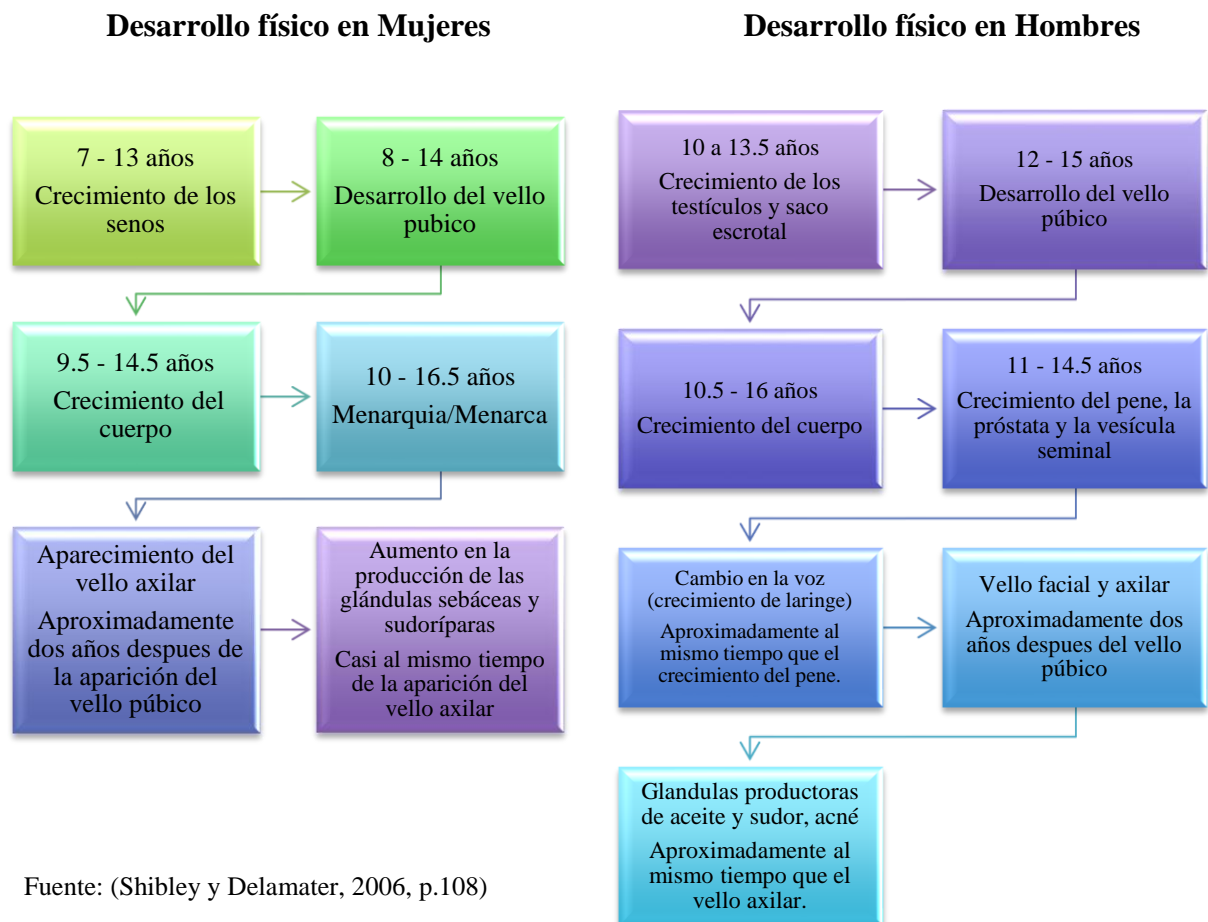 Desarrollo físico en Mujeres
7 - 13 años
Crecimiento de los
senos
8 - 14 años
Desarrollo del vello
pubico
9.5 - 14.5 años
Crecimiento del
cuerpo
10 - 16.5 años
Menarquia/Menarca
Aparecimiento del
vello axilar
Aproximadamente
dos años despues de
la aparición del
vello púbico
Aumento en la
producción de las
glándulas sebáceas y
sudoríparas
Casi al mismo tiempo
de la aparición del
vello axilar
Desarrollo físico en Hombres
10 a 13.5 años
Crecimiento de los
testículos y saco
escrotal
12 - 15 años
Desarrollo del vello
púbico
10.5 - 16 años
Crecimiento del cuerpo
11 - 14.5 años
Crecimiento del pene, la
próstata y la vesícula
seminal
Cambio en la voz
(crecimiento de laringe)
Aproximadamente al
mismo tiempo que el
crecimiento del pene.
Vello facial y axilar
Aproximadamente dos
años despues del vello
púbico
Glandulas productoras
de aceite y sudor, acné
Aproximadamente al
mismo tiempo que el
vello axilar.
Fuente: (Shibley y Delamater, 2006, p.108)